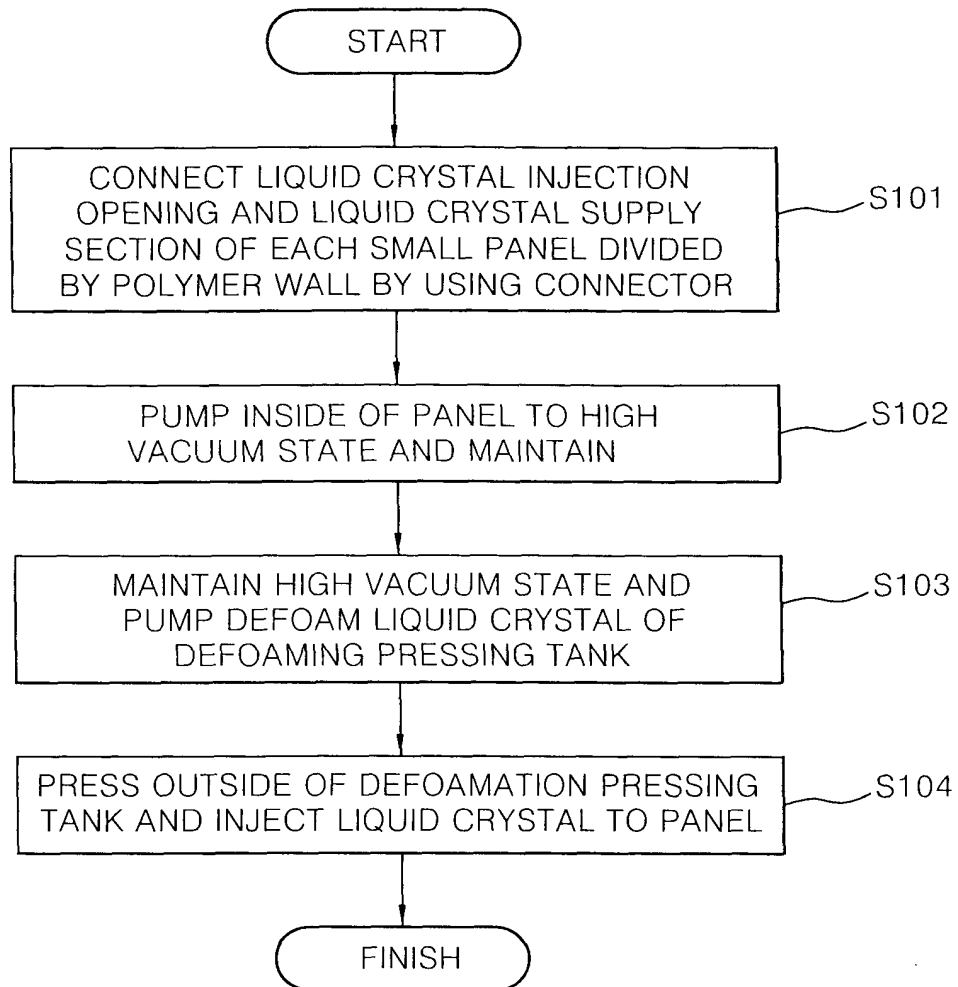 START
CONNECT LIQUID CRYSTAL INJECTION
OPENING AND LIQUID CRYSTAL SUPPLY
SECTION OF EACH SMALL PANEL DIVIDED
BY POLYMER WALL BY USING CONNECTOR
S101
PUMP INSIDE OF PANEL TO HIGH
VACUUM STATE AND MAINTAIN
S102
MAINTAIN HIGH VACUUM STATE AND
PUMP DEFOAM LIQUID CRYSTAL OF
DEFOAMING PRESSING TANK
S103
PRESS OUTSIDE OF DEFOAMATION PRESSING
TANK AND INJECT LIQUID CRYSTAL TO PANEL
S104
FINISH